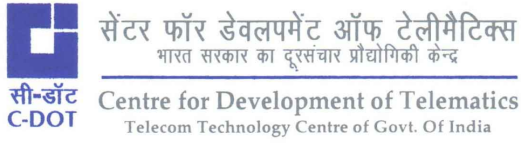 सेंटर फॉर डेवलपमेंट ऑफ टेलीमैटिक्स
भारत सरकार का दूरसंचार प्रौद्योगिकी केन्द्र
सी-डॉट
C-DOT
Centre for Development of Telematics
Telecom Technology Centre of Govt. Of India